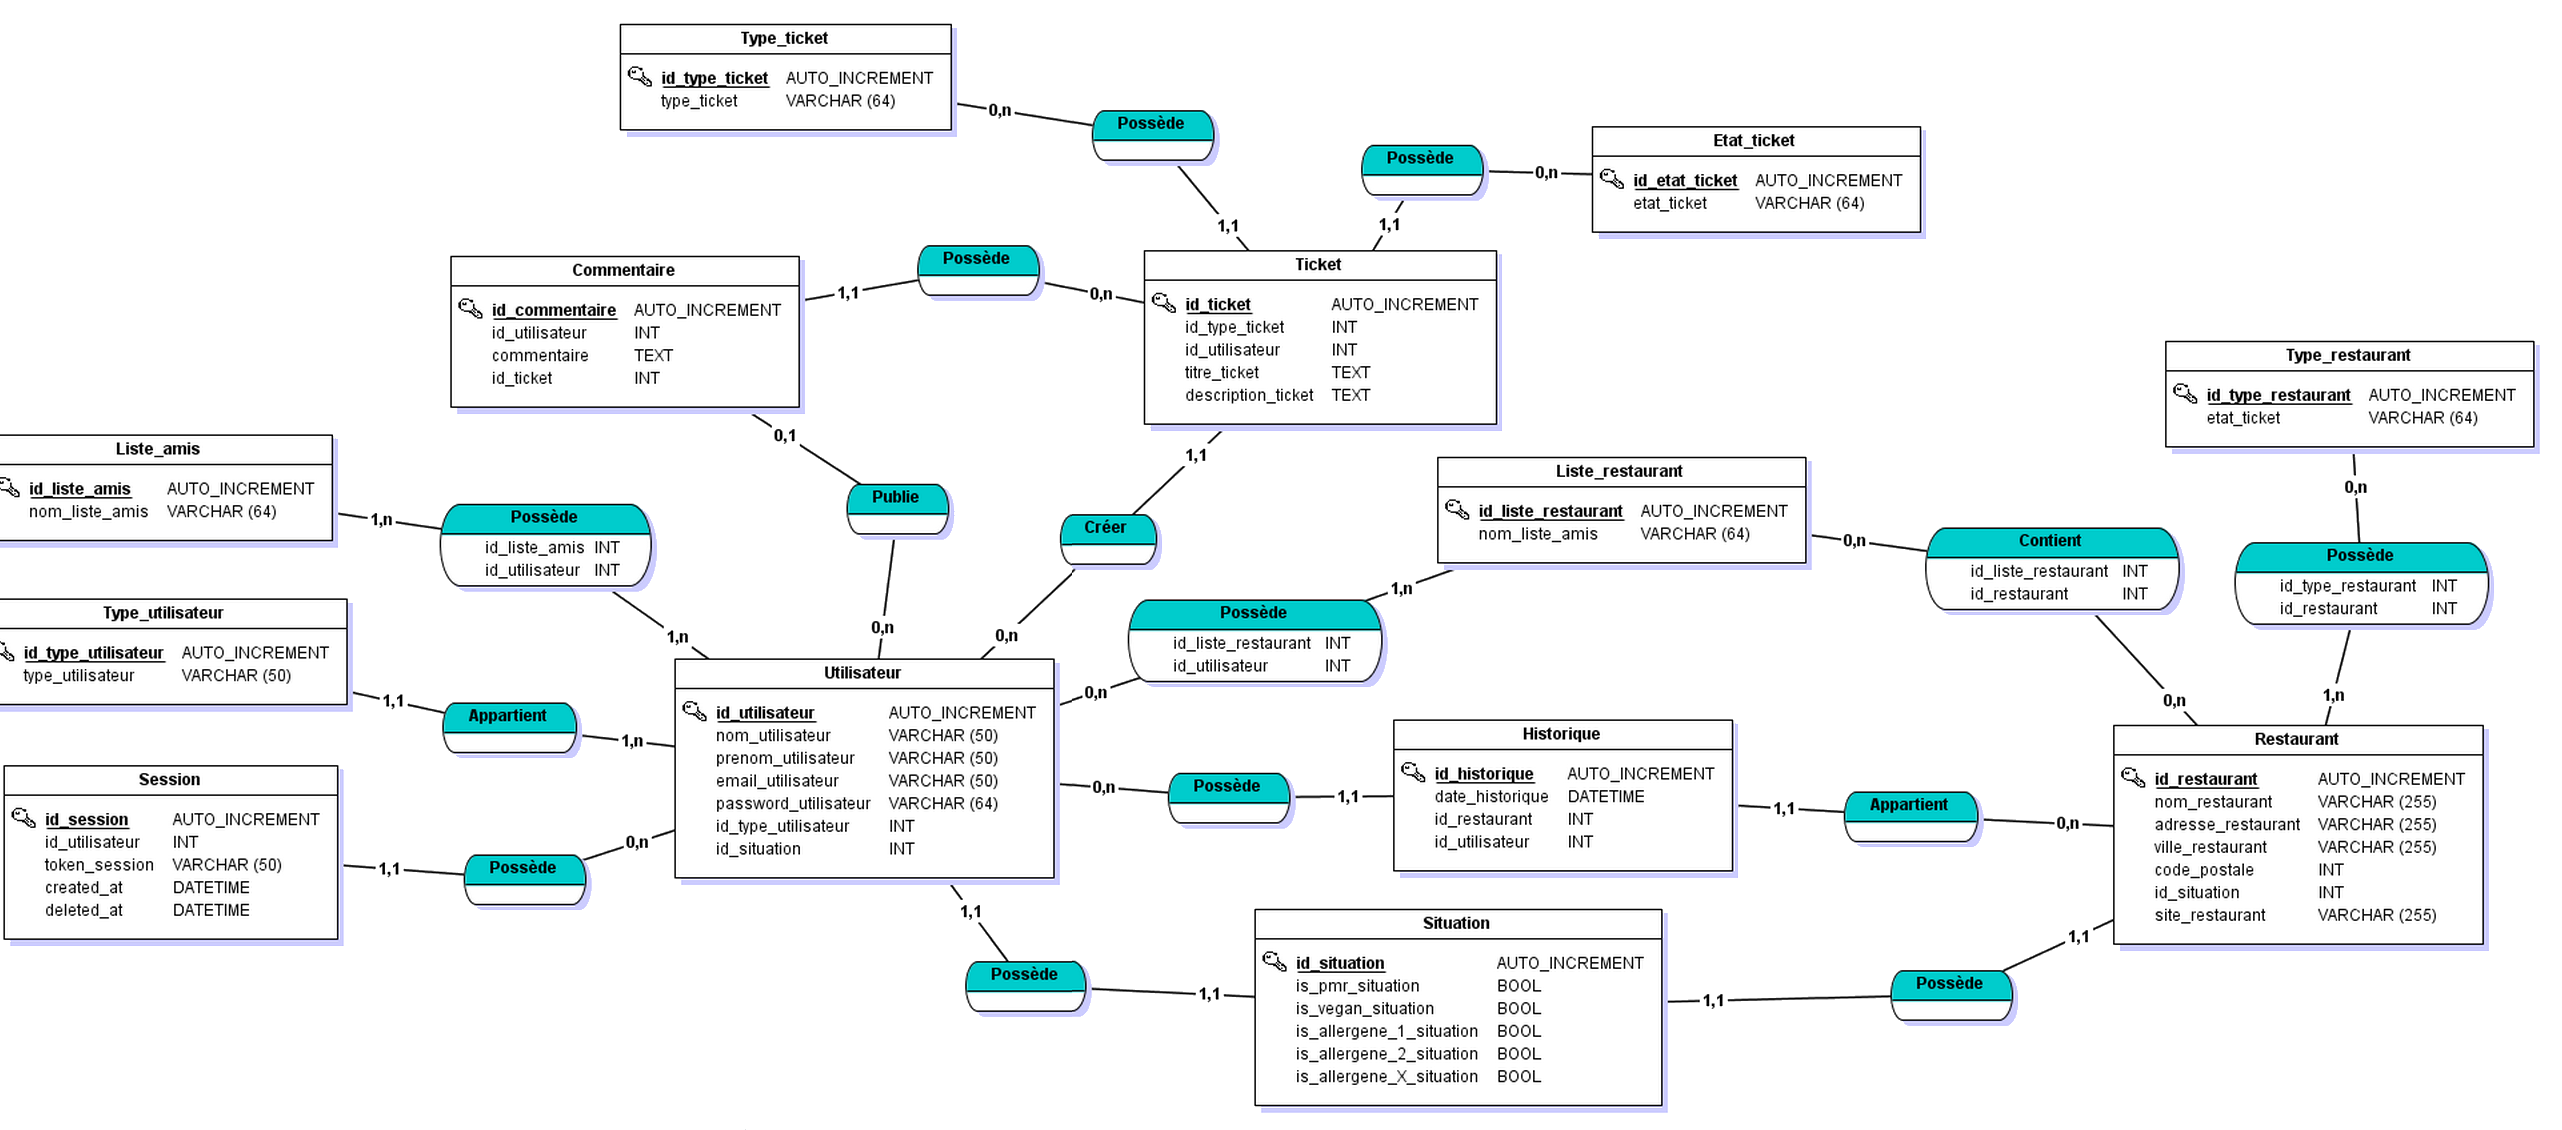 Type_ticket
id_type_ticket AUTO_INCREMENT
type_ticket VARCHAR (64)
0,n
Possède
1,1
Possède
0,n
1,1
Etat_ticket
id_etat_ticket AUTO_INCREMENT
etat_ticket VARCHAR (64)
Commentaire
id_commentaire AUTO_INCREMENT
id_utilisateur INT
commentaire TEXT
id_ticket INT
1,1
Possède
0,n
Ticket
id_ticket AUTO_INCREMENT
id_type_ticket INT
id_utilisateur INT
titre_ticket TEXT
description_ticket TEXT
Type_restaurant
id_type_restaurant AUTO_INCREMENT
etat_ticket VARCHAR (64)
0,n
0,1
Publie
0,n
1,1
Créer
0,n
Liste_amis
id_liste_amis AUTO_INCREMENT
nom_liste_amis VARCHAR (64)
1,n
Possède
id_liste_amis INT
id_utilisateur INT
1,n
Liste_restaurant
id_liste_restaurant AUTO_INCREMENT
nom_liste_amis VARCHAR (64)
0,n
Contient
id_liste_restaurant INT
id_restaurant INT
0,n
Possède
id_type_restaurant INT
id_restaurant INT
1,n
1,n
Possède
id_liste_restaurant INT
id_utilisateur INT
0,n
Type_utilisateur
id_type_utilisateur AUTO_INCREMENT
type_utilisateur VARCHAR (50)
1,1
Appartient
1,n
Utilisateur
id_utilisateur AUTO_INCREMENT
nom_utilisateur VARCHAR (50)
prenom_utilisateur VARCHAR (50)
email_utilisateur VARCHAR (50)
password_utilisateur VARCHAR (64)
id_type_utilisateur INT
id_situation INT
0,n
Possède
1,1
Historique
id_historique AUTO_INCREMENT
date_historique DATETIME
id_restaurant INT
id_utilisateur INT
1,1
Appartient
0,n
Restaurant
id_restaurant AUTO_INCREMENT
nom_restaurant VARCHAR (255)
adresse_restaurant VARCHAR (255)
ville_restaurant VARCHAR (255)
code_postale INT
id_situation INT
site_restaurant VARCHAR (255)
Session
id_session AUTO_INCREMENT
id_utilisateur INT
token_session VARCHAR (50)
created_at DATETIME
deleted_at DATETIME
1,1
Possède
0,n
1,1
Possède
1,1
Situation
id_situation AUTO_INCREMENT
is_pmr_situation BOOL
is_vegan_situation BOOL
is_allergene_1_situation BOOL
is_allergene_2_situation BOOL
is_allergene_X_situation BOOL
1,1
Possède
1,1